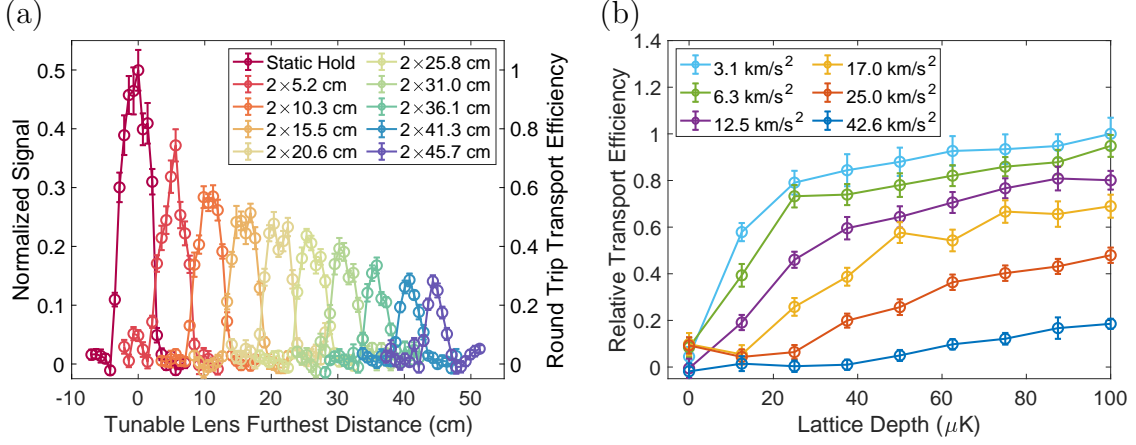 (a)
Normalized Signal
0.5
0.4
0.3
0.2
0.1
0
Static Hold
2×5.2 cm
2×10.3 cm
2×15.5 cm
2×20.6 cm
2×25.8 cm
2×31.0 cm
2×36.1 cm
2×41.3 cm
2×45.7 cm
1
0.8
0.6
0.4
0.2
0
Round Trip Transport Efficiency
-10 0 10 20 30 40 50
Tunable Lens Furthest Distance (cm)
(b)
Relative Transport Efficiency
1.4
1.2
1
0.8
0.6
0.4
0.2
0
3.1 km/s²
6.3 km/s²
12.5 km/s²
17.0 km/s²
25.0 km/s²
42.6 km/s²
0 20 40 60 80 100
Lattice Depth (μK)